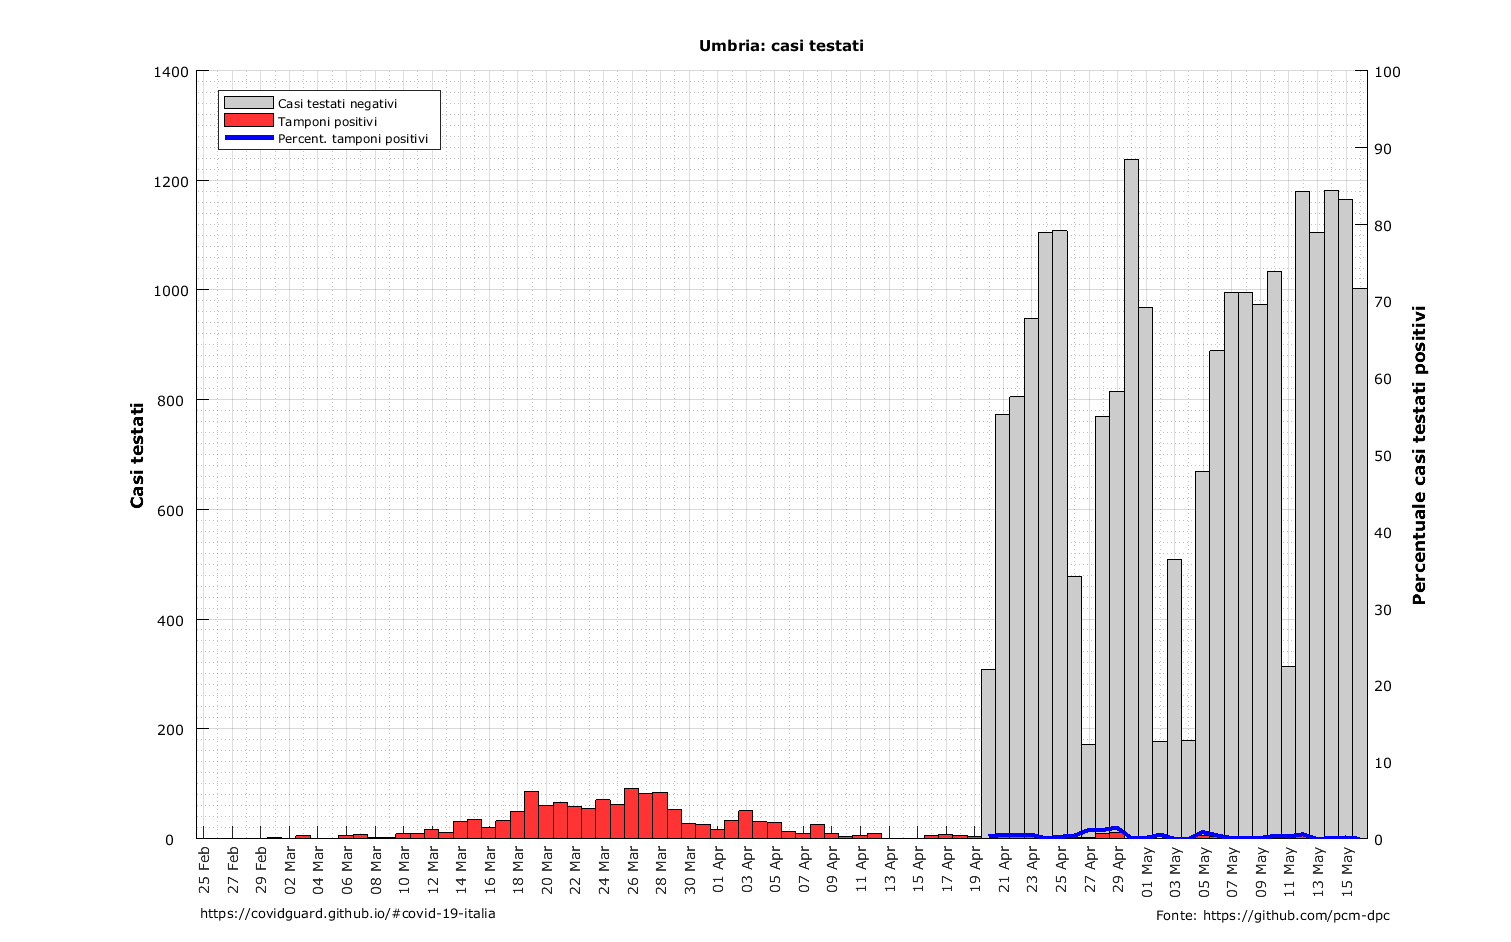 Umbria: casi testati
Casi testati negativi
Tamponi positivi
Percent. tamponi positivi
Casi testati
1400
1200
1000
800
600
400
200
0
100
90
80
70
60
50
40
30
20
10
0
Percentuale casi testati positivi
25 Feb
27 Feb
29 Feb
02 Mar
04 Mar
06 Mar
08 Mar
10 Mar
12 Mar
14 Mar
16 Mar
18 Mar
20 Mar
22 Mar
24 Mar
26 Mar
28 Mar
30 Mar
01 Apr
03 Apr
05 Apr
07 Apr
09 Apr
11 Apr
13 Apr
15 Apr
17 Apr
19 Apr
21 Apr
23 Apr
25 Apr
27 Apr
29 Apr
01 May
03 May
05 May
07 May
09 May
11 May
13 May
15 May
https://covidguard.github.io/#covid-19-italia
Fonte: https://github.com/pcm-dpc